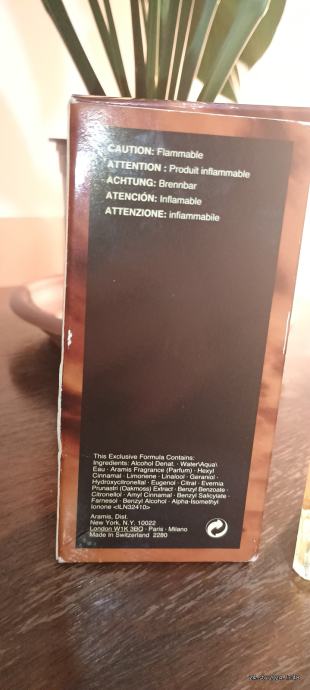 CAUTION: Flammable
ATTENTION : Produit inflammable
ACHTUNG: Brennbar
ATENCIÓN: Inflamable
ATTENZIONE: infiammabile
This Exclusive Formula Contains:
Ingredients: Alcohol Denat. · Water\Aqua\
Eau · Aramis Fragrance (Parfum) · Hexyl
Cinnamal · Limonene · Linalool · Geraniol ·
Hydroxycitronellal · Eugenol · Citral · Evernia
Prunastri (Oakmoss) Extract · Benzyl Benzoate ·
Citronellol · Amyl Cinnamal · Benzyl Salicylate ·
Farnesol · Benzyl Alcohol · Alpha-Isomethyl
Ionone <ILN32410>
Aramis, Dist.
New York, N.Y. 10022
London W1K 3BQ · Paris · Milano
Made in Switzerland 2280